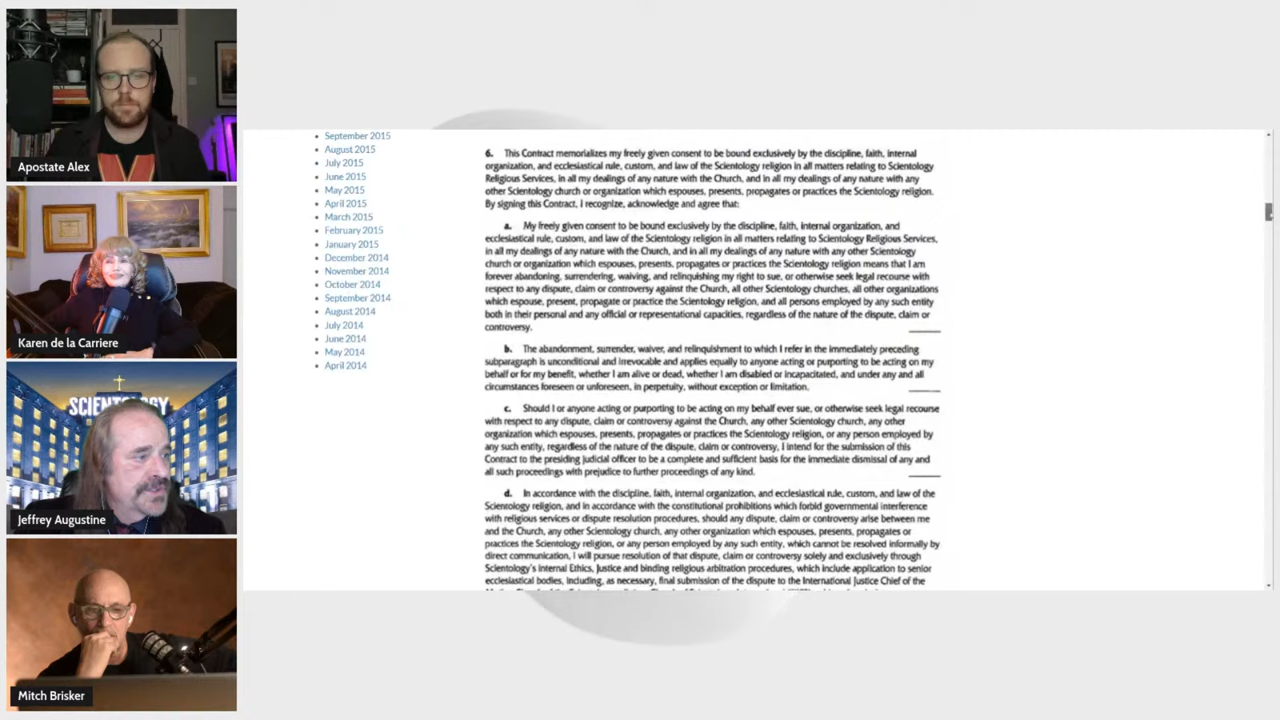 Apostate Alex
Karen de la Carriere
SCIENTOLOGY
Jeffrey Augustine
Mitch Brisker
September 2015
August 2015
July 2015
June 2015
May 2015
April 2015
March 2015
February 2015
January 2015
December 2014
November 2014
October 2014
September 2014
August 2014
July 2014
June 2014
May 2014
April 2014
6. This Contract memorializes my freely given consent to be bound exclusively by the discipline, faith, internal
organization, and ecclesiastical rule, custom, and law of the Scientology religion in all matters relating to Scientology
Religious Services, in all my dealings of any nature with the Church, and in all my dealings of any nature with any
other Scientology church or organization which espouses, presents, propagates or practices the Scientology religion.
By signing this Contract, I recognize, acknowledge and agree that:
a. My freely given consent to be bound exclusively by the discipline, faith, internal organization, and
ecclesiastical rule, custom, and law of the Scientology religion in all matters relating to Scientology Religious Services,
in all my dealings of any nature with the Church, and in all my dealings of any nature with any other Scientology
church or organization which espouses, presents, propagates or practices the Scientology religion means that I am
forever abandoning, surrendering, waiving, and relinquishing my right to sue, or otherwise seek legal recourse with
respect to any dispute, claim or controversy against the Church, all other Scientology churches, all other organizations
which espouse, present, propagate or practice the Scientology religion, and all persons employed by any such entity
both in their personal and any official or representational capacities, regardless of the nature of the dispute, claim or
controversy.
b. The abandonment, surrender, waiver, and relinquishment to which I refer in the immediately preceding
subparagraph is unconditional and irrevocable and applies equally to anyone acting or purporting to be acting on my
behalf or for my benefit, whether I am alive or dead, whether I am disabled or incapacitated, and under any and all
circumstances foreseen or unforeseen, in perpetuity, without exception or limitation.
c. Should I or anyone acting or purporting to be acting on my behalf ever sue, or otherwise seek legal recourse
with respect to any dispute, claim or controversy against the Church, any other Scientology church, any other
organization which espouses, presents, propagates or practices the Scientology religion, or any person employed by
any such entity, regardless of the nature of the dispute, claim or controversy, I intend for the submission of this
Contract to the presiding judicial officer to be a complete and sufficient basis for the immediate dismissal of any and
all such proceedings with prejudice to further proceedings of any kind.
d. In accordance with the discipline, faith, internal organization, and ecclesiastical rule, custom, and law of the
Scientology religion, and in accordance with the constitutional prohibitions which forbid governmental interference
with religious services or dispute resolution procedures, should any dispute, claim or controversy arise between me
and the Church, any other Scientology church, any other organization which espouses, presents, propagates or
practices the Scientology religion, or any person employed by any such entity, which cannot be resolved informally by
direct communication, I will pursue resolution of that dispute, claim or controversy solely and exclusively through
Scientology's internal Ethics, Justice and binding religious arbitration procedures, which include application to senior
ecclesiastical bodies, including, as necessary, final submission of the dispute to the International Justice Chief of the